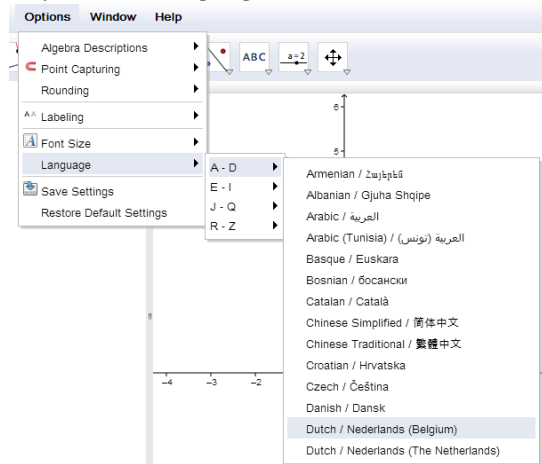 Options Window Help
Algebra Descriptions
Point Capturing
Rounding
AA Labeling
A Font Size
Language
Save Settings
Restore Default Settings
ABC
a=2
A - D
E - I
J - Q
R - Z
Armenian / Հայերեն
Albanian / Gjuha Shqipe
Arabic / العربية
Arabic (Tunisia) / العربية (تونس)
Basque / Euskara
Bosnian / босански
Catalan / Català
Chinese Simplified / 简体中文
Chinese Traditional / 繁體中文
Croatian / Hrvatska
Czech / Čeština
Danish / Dansk
Dutch / Nederlands (Belgium)
Dutch / Nederlands (The Netherlands)
6
5
-4 -3 -2